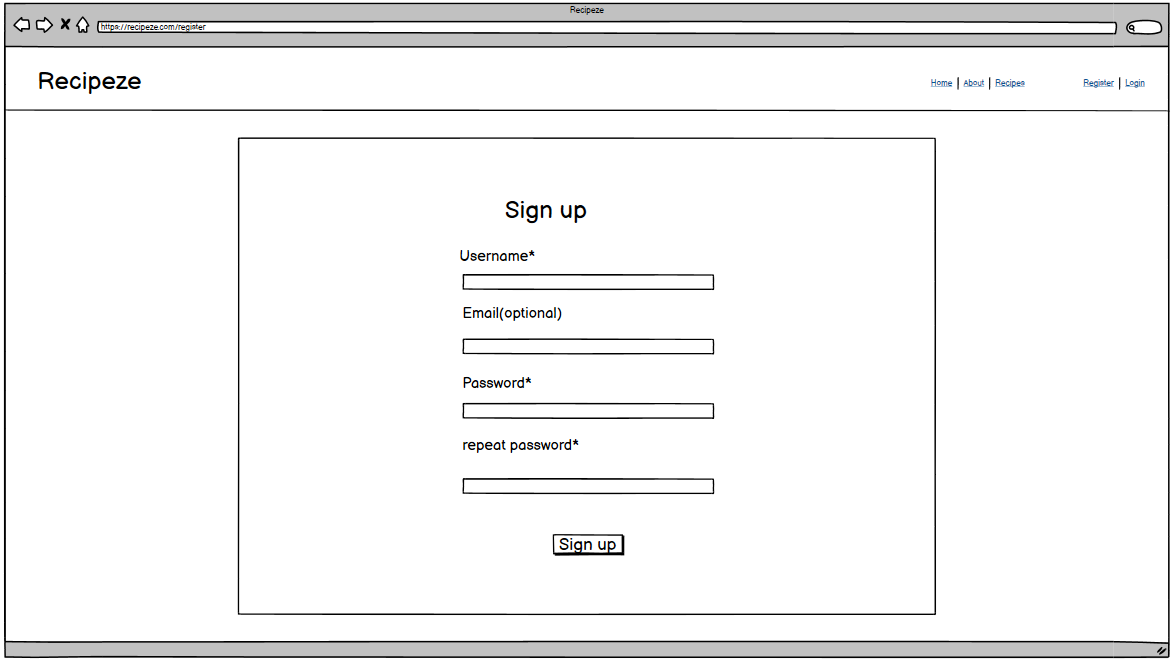 Recipeze
https://recipeze.com/register
Recipeze
Home | About | Recipes Register | Login
Sign up
Username*
Email(optional)
Password*
repeat password*
Sign up